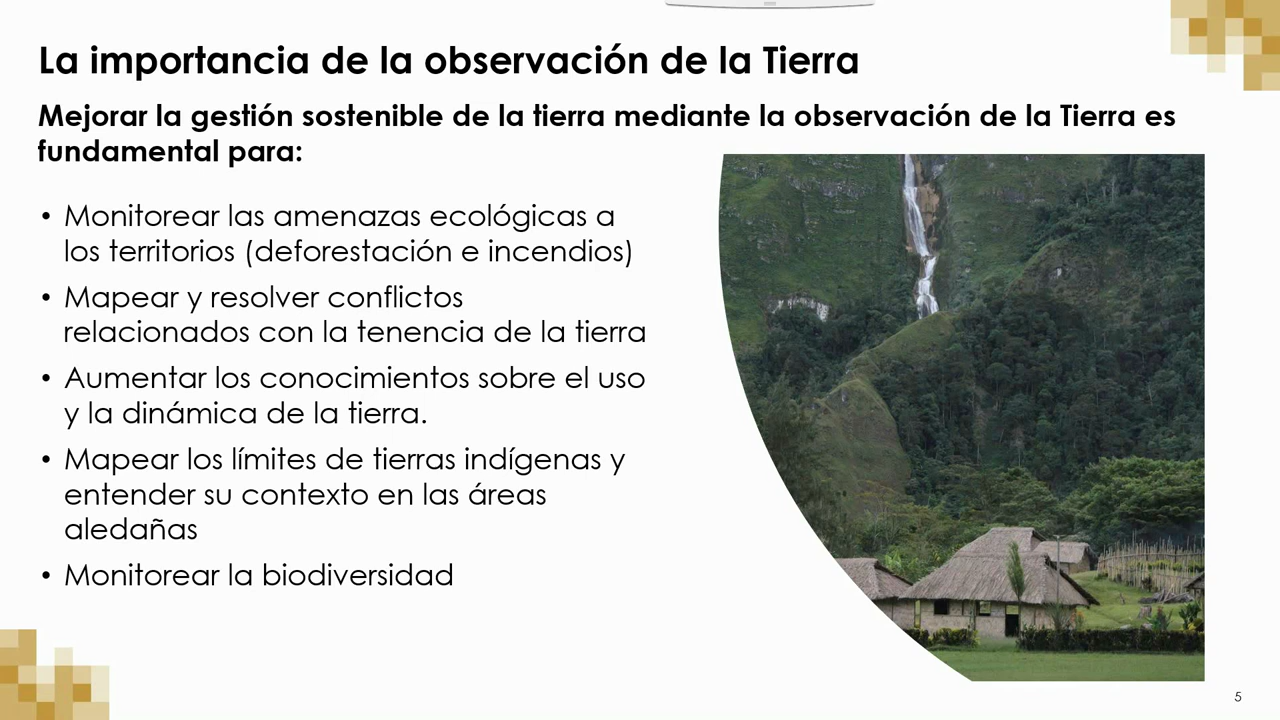 La importancia de la observación de la Tierra
Mejorar la gestión sostenible de la tierra mediante la observación de la Tierra es
fundamental para:
• Monitorear las amenazas ecológicas a
los territorios (deforestación e incendios)
• Mapear y resolver conflictos
relacionados con la tenencia de la tierra
• Aumentar los conocimientos sobre el uso
y la dinámica de la tierra.
• Mapear los límites de tierras indígenas y
entender su contexto en las áreas
aledañas
• Monitorear la biodiversidad
5